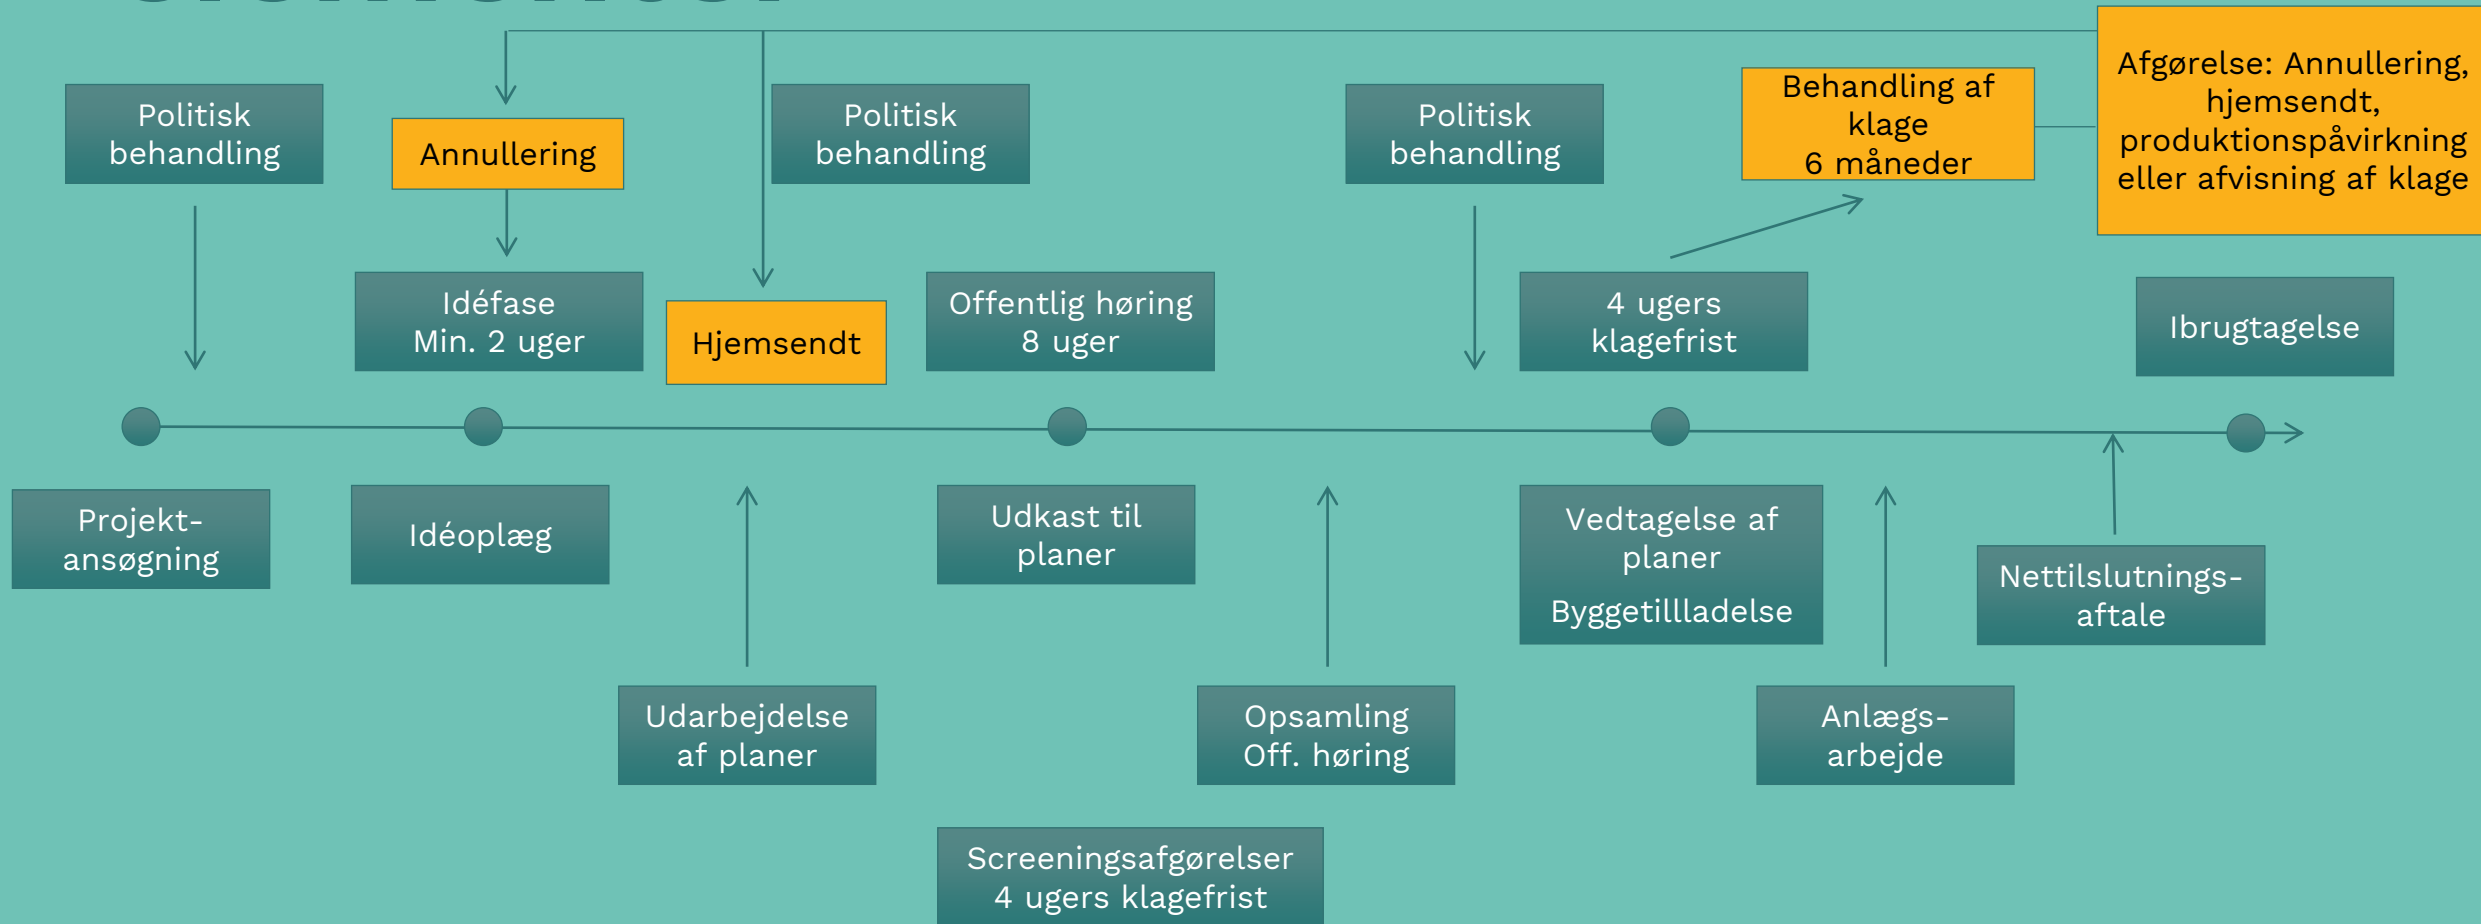 Politisk
behandling
Annullering
Politisk
behandling
Politisk
behandling
Behandling af
klage
6 måneder
Afgørelse: Annullering,
hjemsendt,
produktionspåvirkning
eller afvisning af klage
Idéfase
Min. 2 uger
Hjemsendt
Offentlig høring
8 uger
4 ugers
klagefrist
Ibrugtagelse
Projekt-
ansøgning
Idéoplæg
Udkast til
planer
Vedtagelse af
planer
Byggetillladelse
Nettilslutnings-
aftale
Udarbejdelse
af planer
Opsamling
Off. høring
Anlægs-
arbejde
Screeningsafgørelser
4 ugers klagefrist